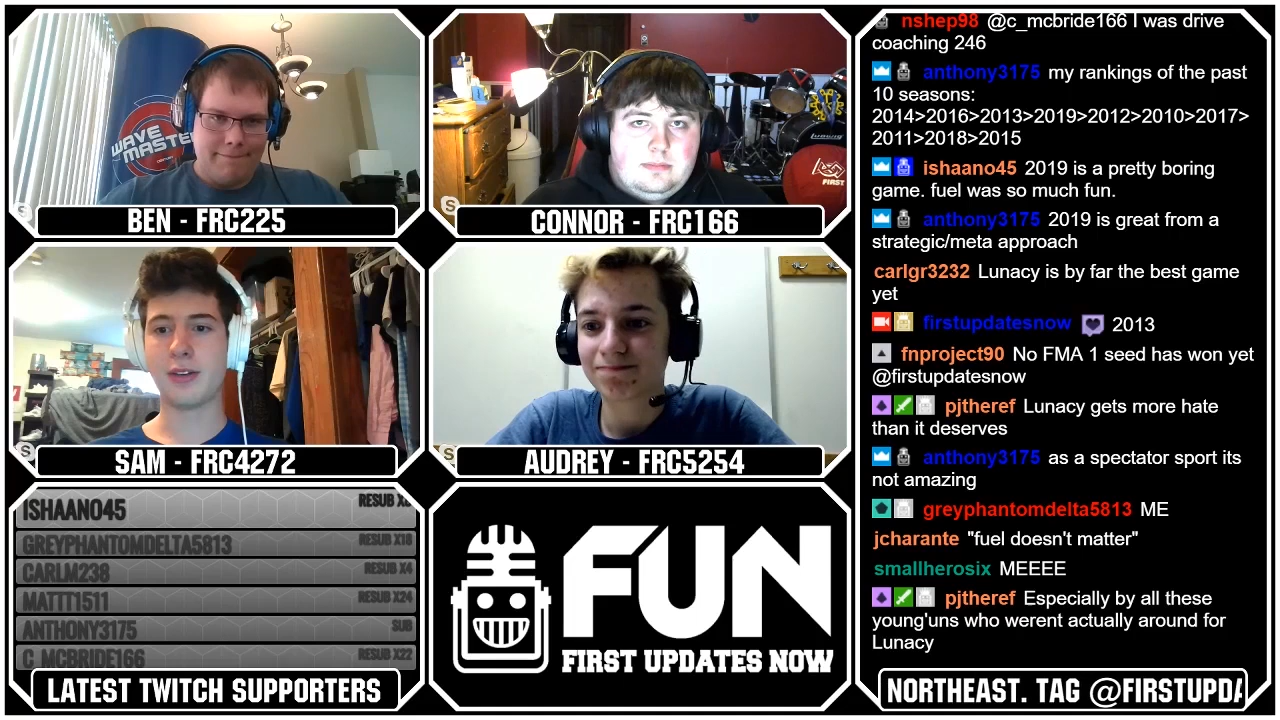 WAVE
MASTER
BEN - FRC225
FIRST
CONNOR - FRC166
SAM - FRC4272
AUDREY - FRC5254
ISHAANO45
GREYPHANTOMDELTA5813 RESUB X18
CARLM238 RESUB X4
MATTT1511 RESUB X24
ANTHONY3175 SUB
C_MCBRIDE166 RESUB X22
LATEST TWITCH SUPPORTERS
FUN
FIRST UPDATES NOW
nshep98 @c_mcbride166 I was drive
coaching 246
anthony3175 my rankings of the past
10 seasons:
2014>2016>2013>2019>2012>2010>2017>
2011>2018>2015
ishaano45 2019 is a pretty boring
game. fuel was so much fun.
anthony3175 2019 is great from a
strategic/meta approach
carlgr3232 Lunacy is by far the best game
yet
firstupdatesnow 2013
fnproject90 No FMA 1 seed has won yet
@firstupdatesnow
pjtheref Lunacy gets more hate
than it deserves
anthony3175 as a spectator sport its
not amazing
greyphantomdelta5813 ME
jcharante "fuel doesn't matter"
smallherosix MEEEE
pjtheref Especially by all these
young'uns who werent actually around for
Lunacy
NORTHEAST. TAG @FIRSTUPDA